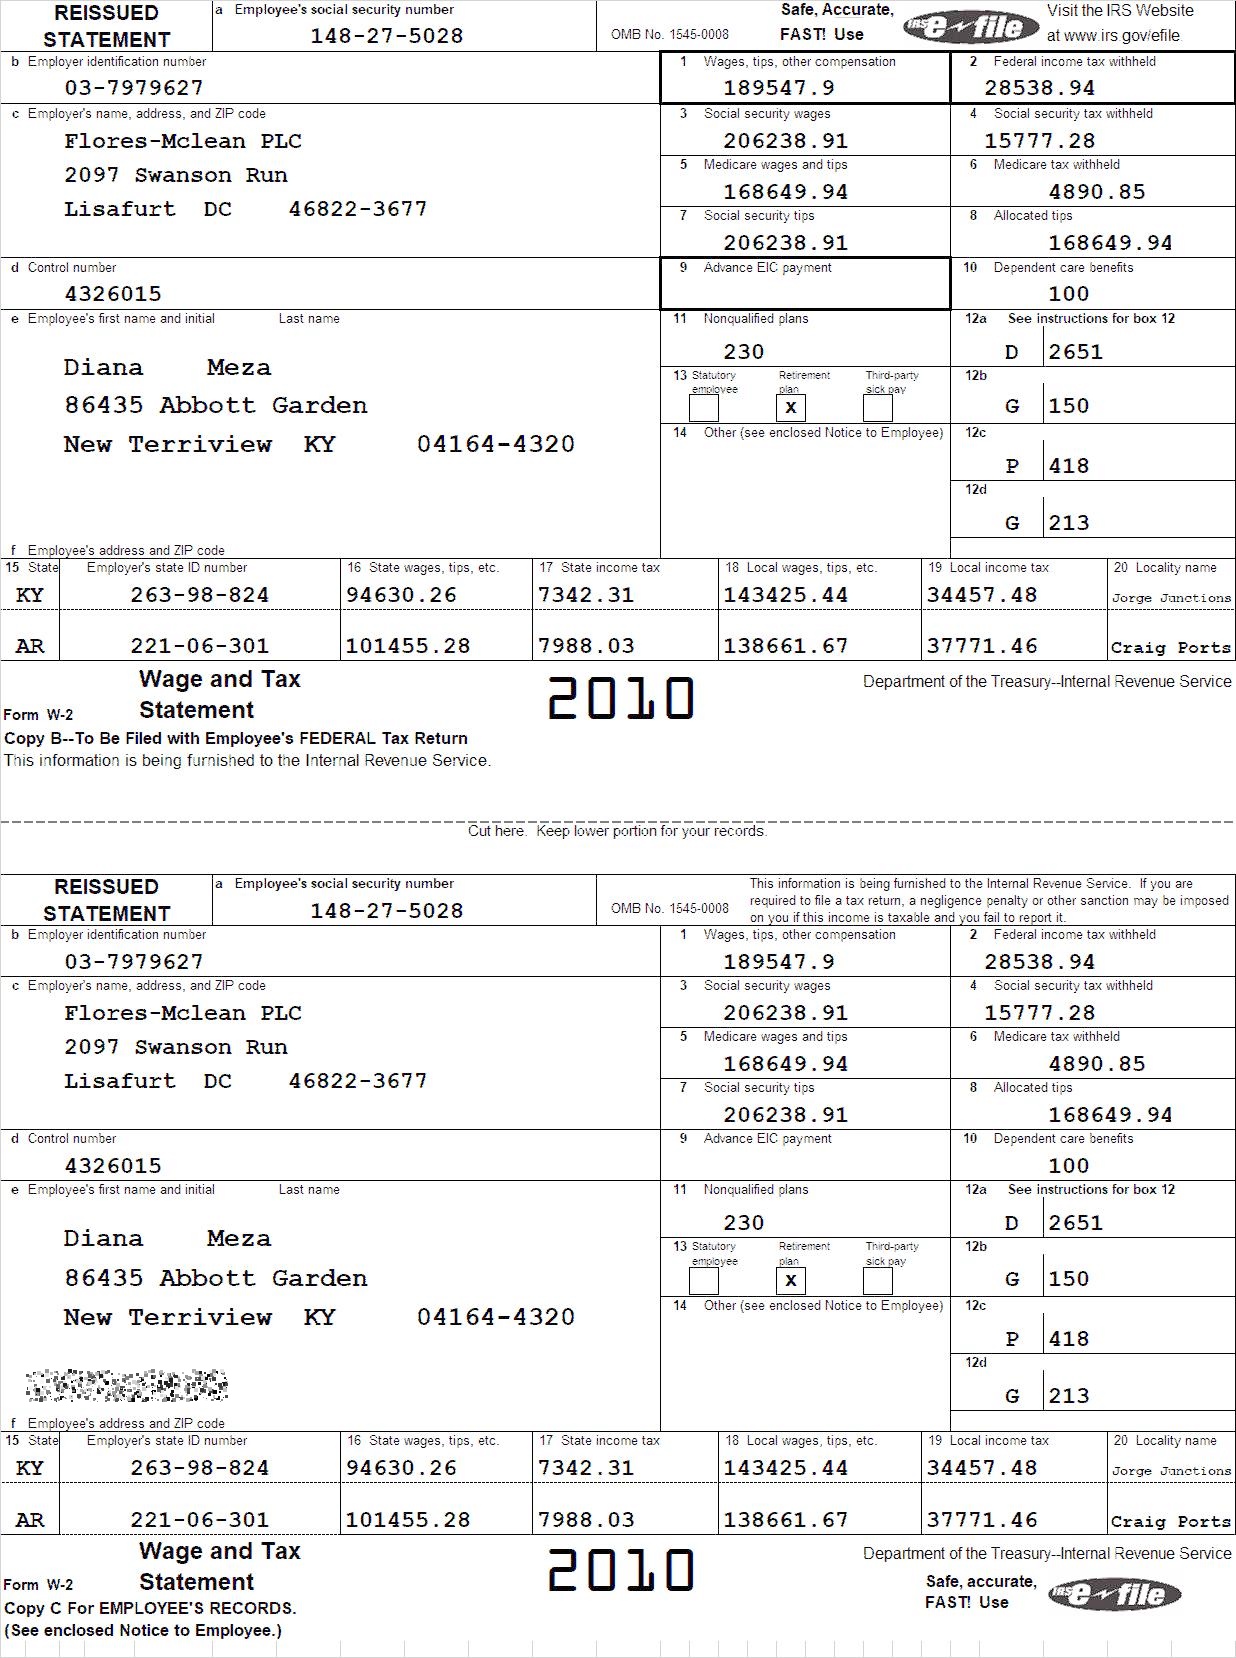 REISSUED STATEMENT
a Employee's social security number
148-27-5028
OMB No. 1545-0008
Safe, Accurate, FAST! Use
IRS e-file
Visit the IRS Website at www.irs.gov/efile
b Employer identification number
03-7979627
1 Wages, tips, other compensation
189547.9
2 Federal income tax withheld
28538.94
c Employer's name, address, and ZIP code
Flores-Mclean PLC
2097 Swanson Run
Lisafurt DC 46822-3677
3 Social security wages
206238.91
4 Social security tax withheld
15777.28
5 Medicare wages and tips
168649.94
6 Medicare tax withheld
4890.85
7 Social security tips
206238.91
8 Allocated tips
168649.94
d Control number
4326015
9 Advance EIC payment
10 Dependent care benefits
100
e Employee's first name and initial Last name
Diana Meza
86435 Abbott Garden
New Terriview KY 04164-4320
f Employee's address and ZIP code
11 Nonqualified plans
230
12a See instructions for box 12
D 2651
13 Statutory employee Retirement plan Third-party sick pay
X
12b
G 150
14 Other (see enclosed Notice to Employee)
12c
P 418
12d
G 213
15 State Employer's state ID number 16 State wages, tips, etc. 17 State income tax 18 Local wages, tips, etc. 19 Local income tax 20 Locality name
KY 263-98-824 94630.26 7342.31 143425.44 34457.48 Jorge Junctions
AR 221-06-301 101455.28 7988.03 138661.67 37771.46 Craig Ports
Form W-2 Wage and Tax Statement
2010
Department of the Treasury--Internal Revenue Service
Copy B--To Be Filed with Employee's FEDERAL Tax Return
This information is being furnished to the Internal Revenue Service.
Cut here. Keep lower portion for your records.
REISSUED STATEMENT
a Employee's social security number
148-27-5028
OMB No. 1545-0008
This information is being furnished to the Internal Revenue Service. If you are
required to file a tax return, a negligence penalty or other sanction may be imposed
on you if this income is taxable and you fail to report it.
b Employer identification number
03-7979627
1 Wages, tips, other compensation
189547.9
2 Federal income tax withheld
28538.94
c Employer's name, address, and ZIP code
Flores-Mclean PLC
2097 Swanson Run
Lisafurt DC 46822-3677
3 Social security wages
206238.91
4 Social security tax withheld
15777.28
5 Medicare wages and tips
168649.94
6 Medicare tax withheld
4890.85
7 Social security tips
206238.91
8 Allocated tips
168649.94
d Control number
4326015
9 Advance EIC payment
10 Dependent care benefits
100
e Employee's first name and initial Last name
Diana Meza
86435 Abbott Garden
New Terriview KY 04164-4320
f Employee's address and ZIP code
11 Nonqualified plans
230
12a See instructions for box 12
D 2651
13 Statutory employee Retirement plan Third-party sick pay
X
12b
G 150
14 Other (see enclosed Notice to Employee)
12c
P 418
12d
G 213
15 State Employer's state ID number 16 State wages, tips, etc. 17 State income tax 18 Local wages, tips, etc. 19 Local income tax 20 Locality name
KY 263-98-824 94630.26 7342.31 143425.44 34457.48 Jorge Junctions
AR 221-06-301 101455.28 7988.03 138661.67 37771.46 Craig Ports
Form W-2 Wage and Tax Statement
2010
Department of the Treasury--Internal Revenue Service
Safe, accurate, FAST! Use
IRS e-file
Copy C For EMPLOYEE'S RECORDS.
(See enclosed Notice to Employee.)